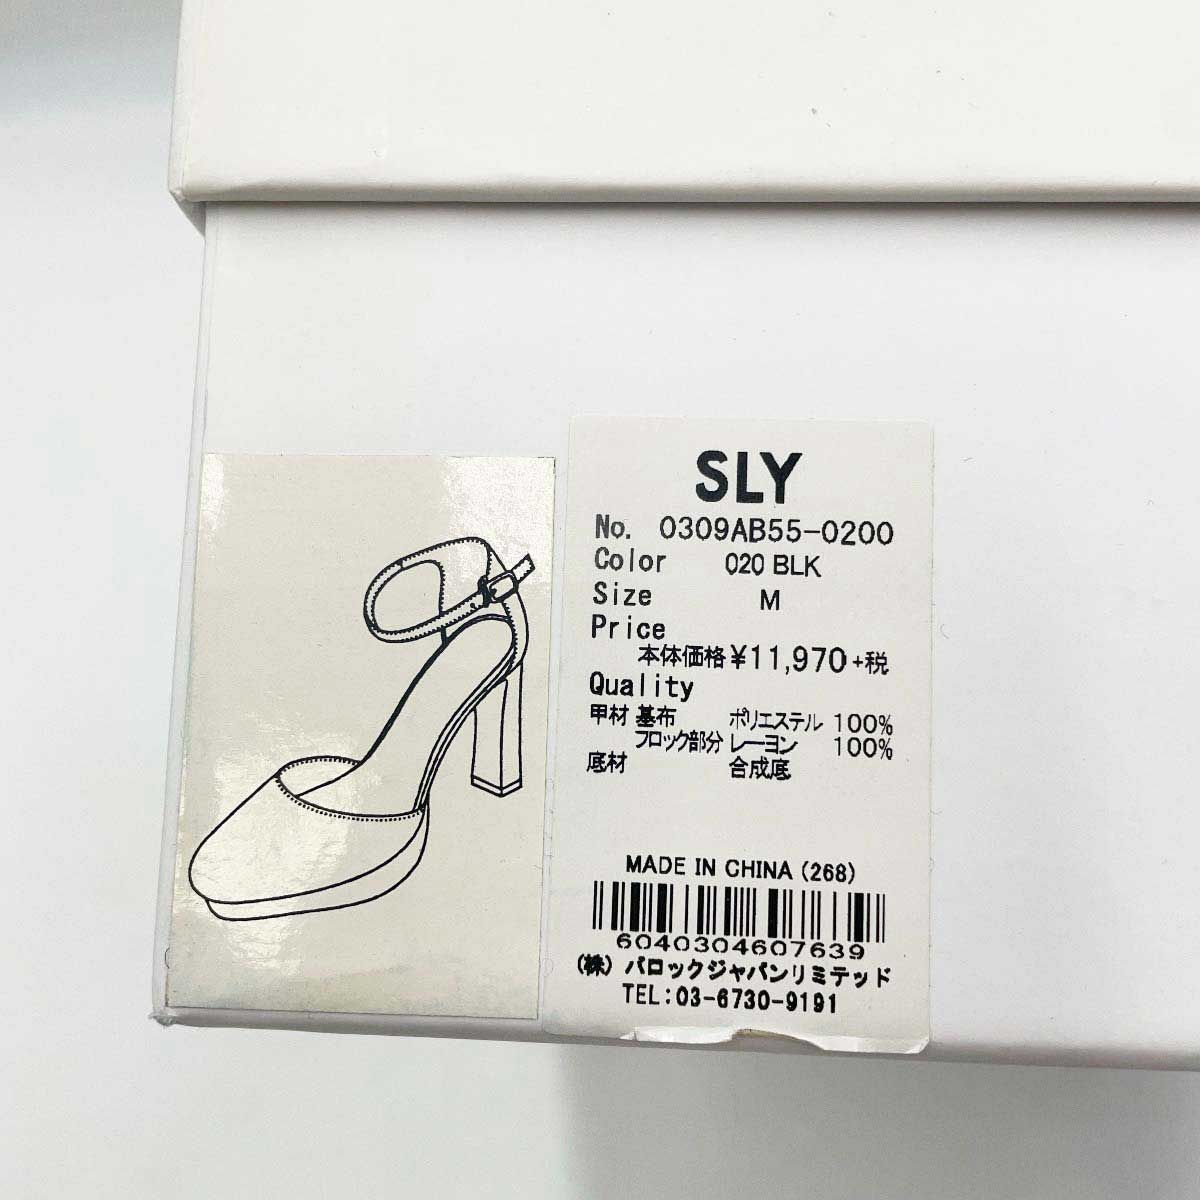 SLY
No. 0309AB55-0200
Color 020 BLK
Size M
Price
本体価格 ¥11,970 +税
Quality
甲材 基布 ポリエステル 100%
フロック部分 レーヨン 100%
底材 合成底
MADE IN CHINA (268)
6040304607639
(株) バロックジャパンリミテッド
TEL:03-6730-9191